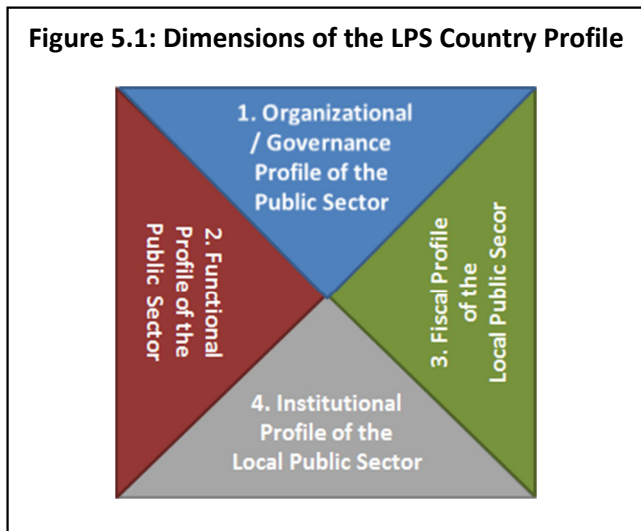 Figure 5.1: Dimensions of the LPS Country Profile
1. Organizational
/ Governance
Profile of the
Public Sector
2. Functional
Profile of the
Public Sector
3. Fiscal Profile
of the
Local Public Secor
4. Institutional
Profile of the
Local Public Sector